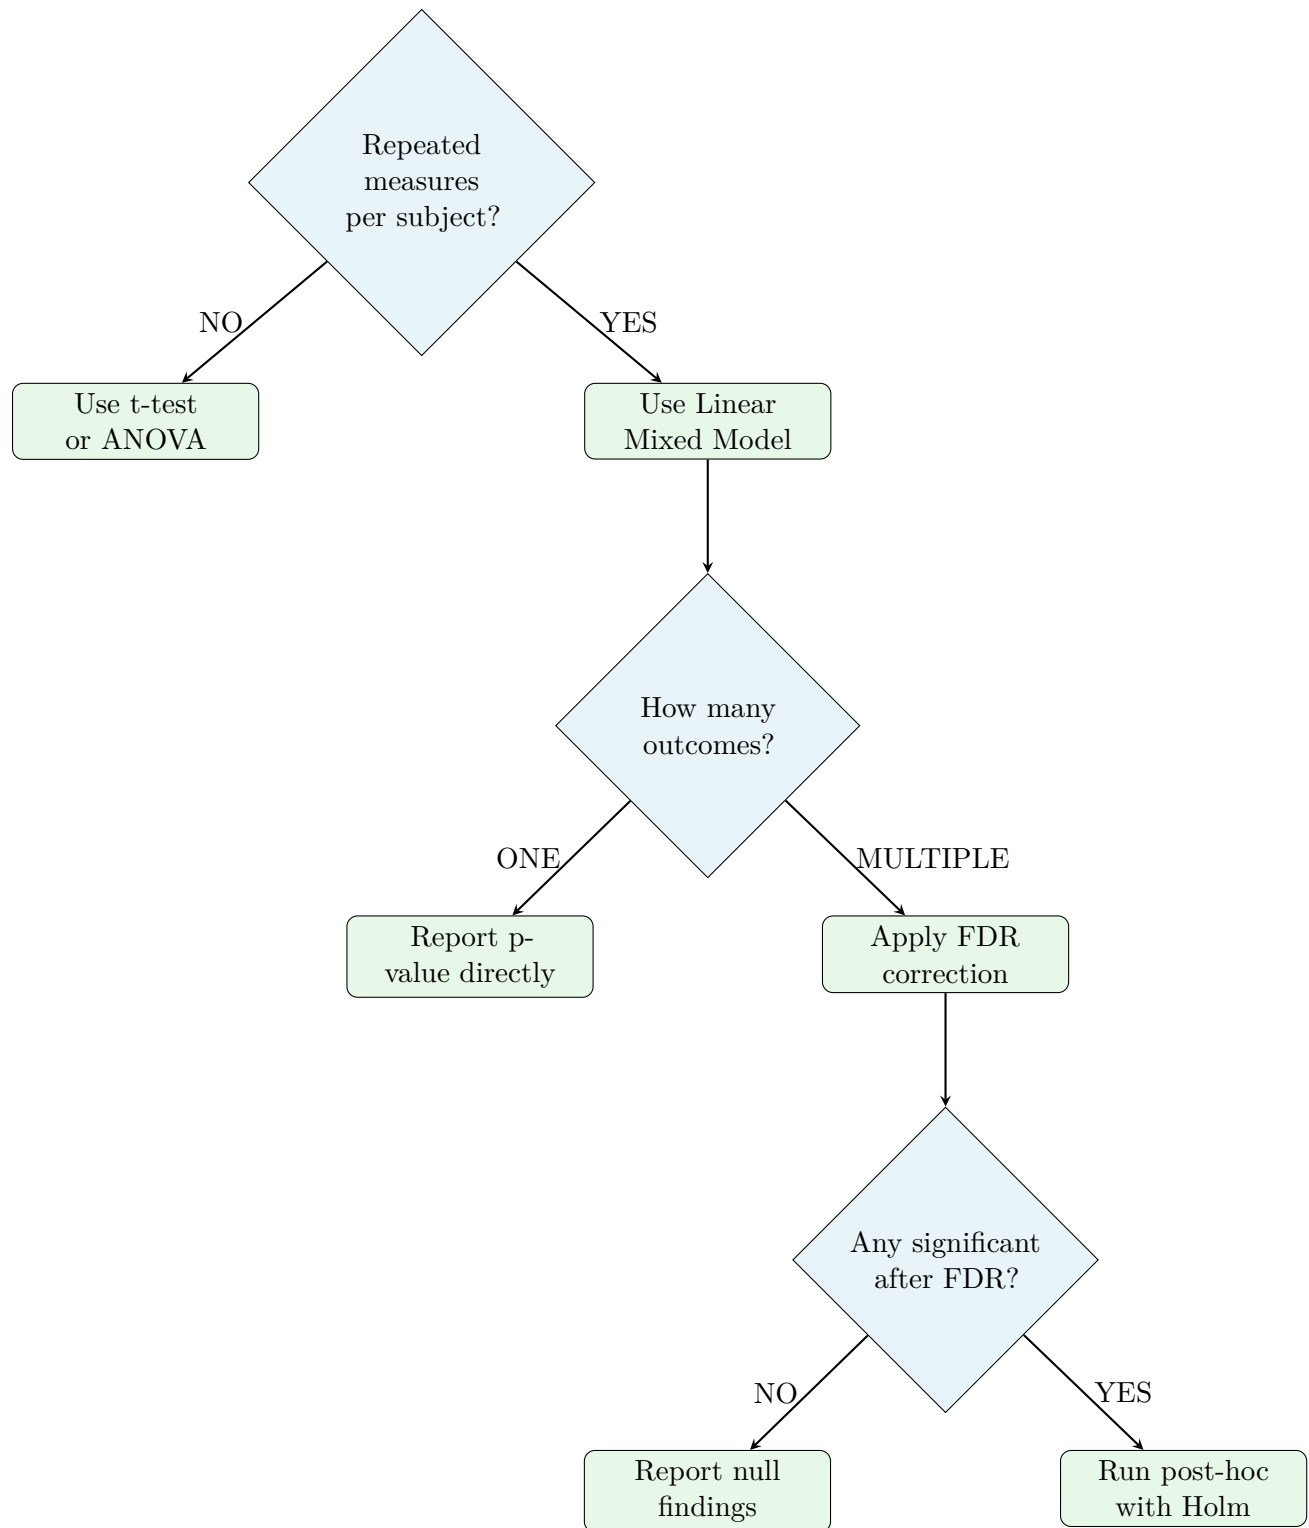 Repeated
measures
per subject?
NO
YES
Use t-test
or ANOVA
Use Linear
Mixed Model
How many
outcomes?
ONE
MULTIPLE
Report p-
value directly
Apply FDR
correction
Any significant
after FDR?
NO
YES
Report null
findings
Run post-hoc
with Holm